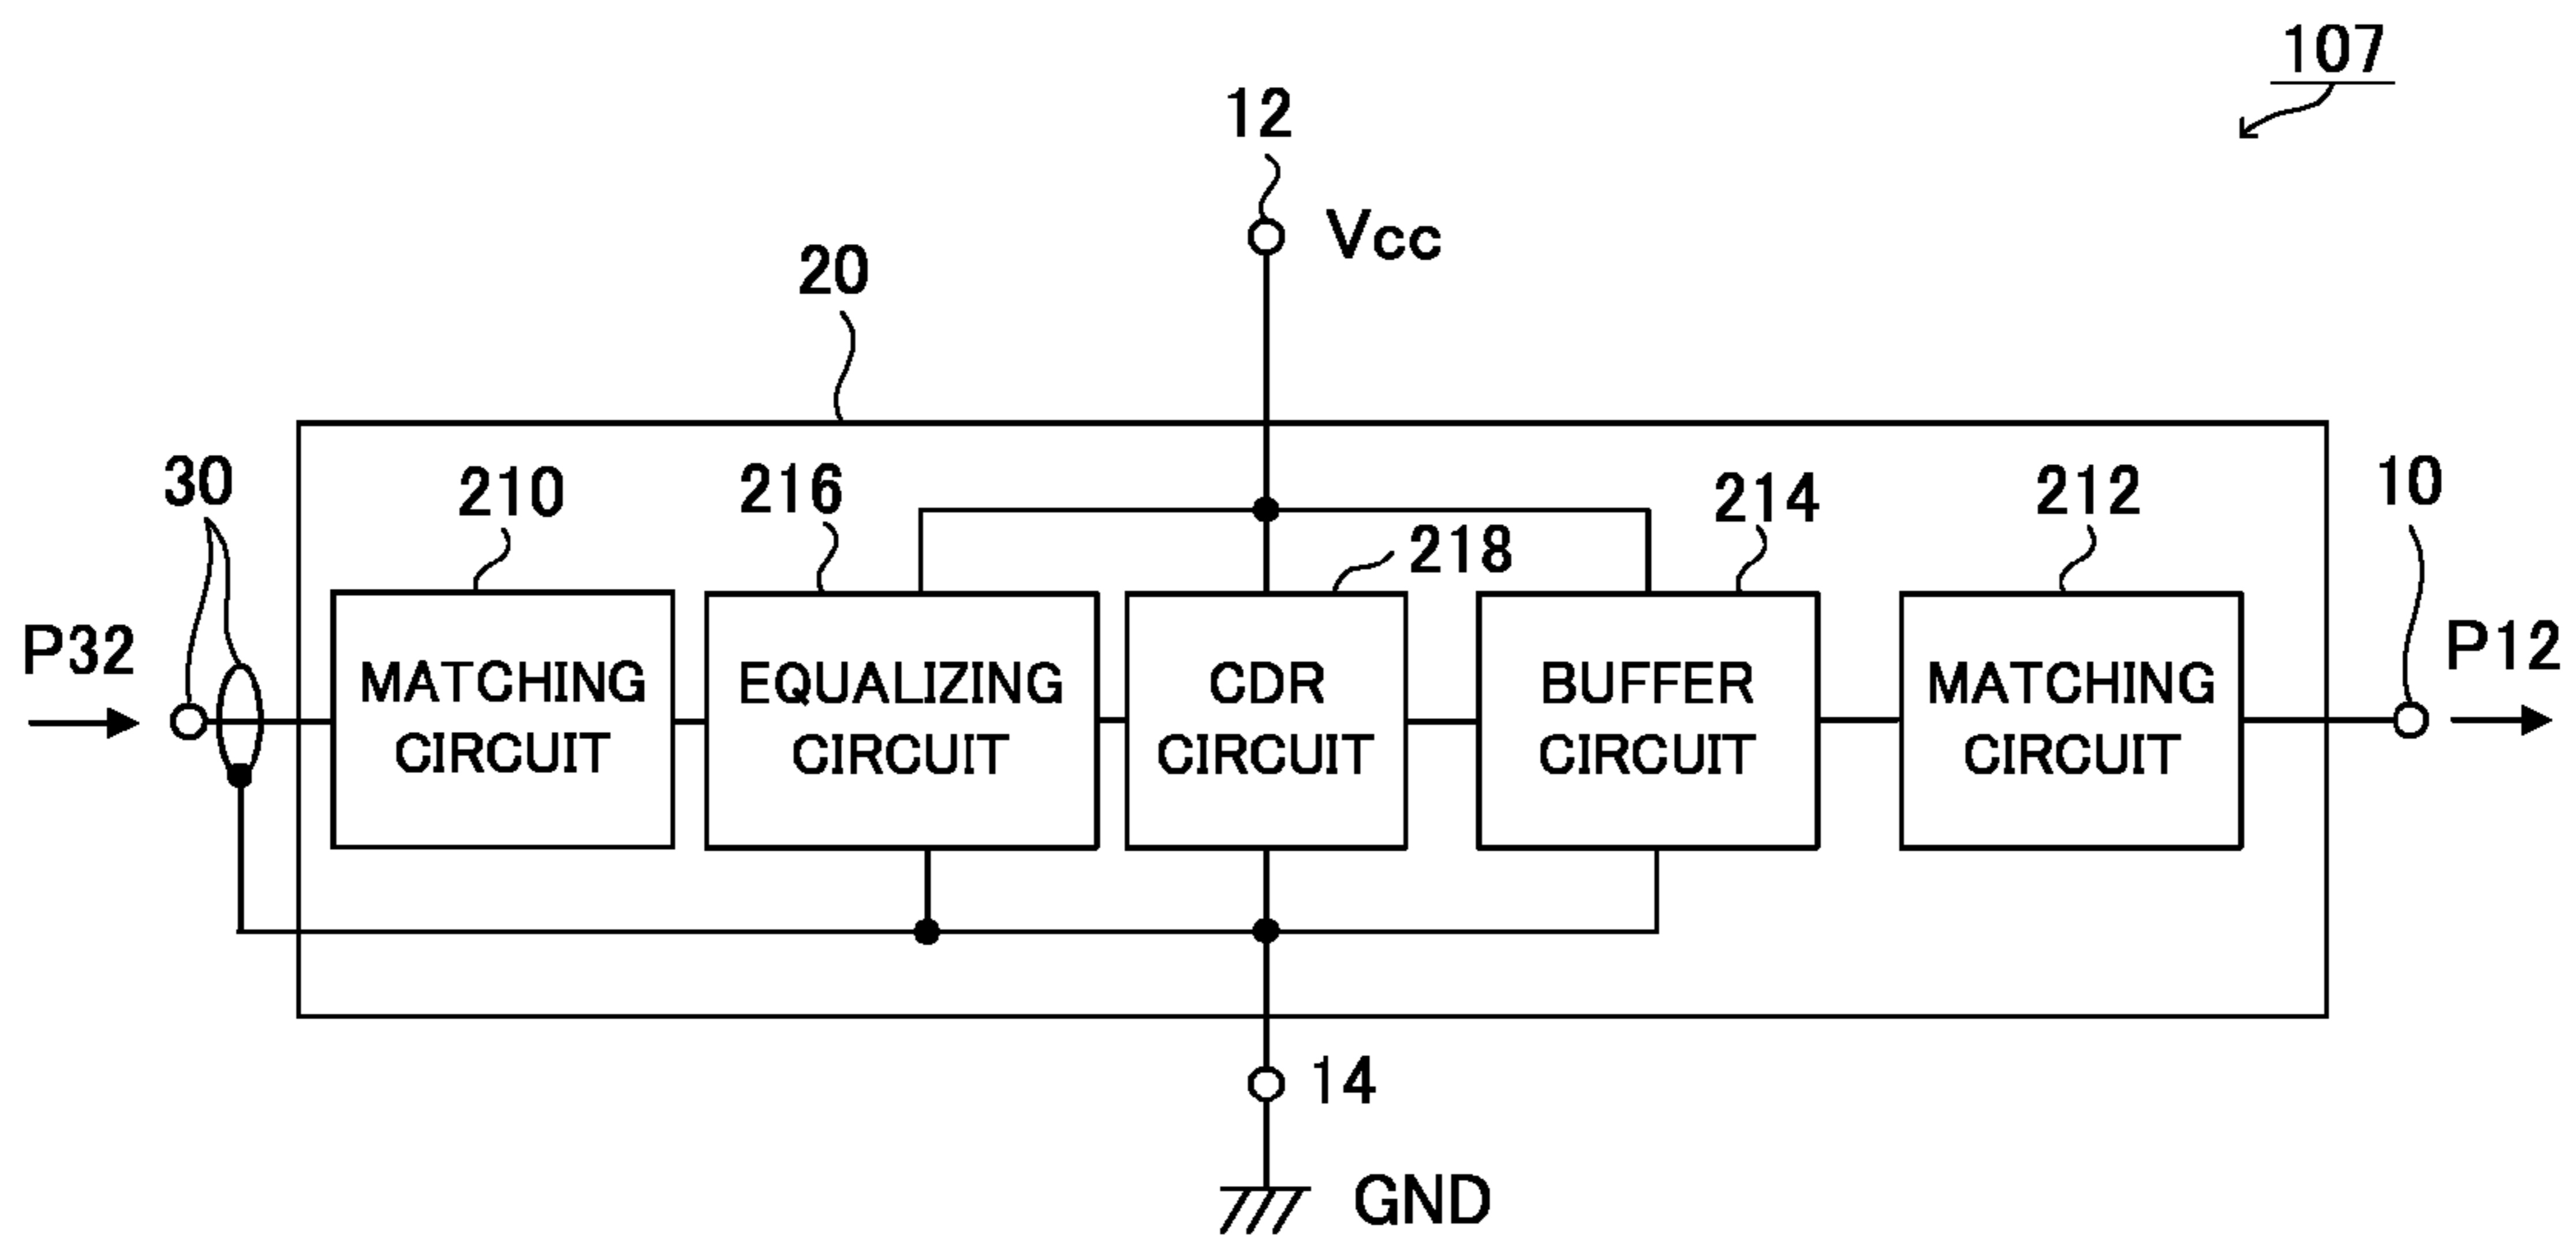 107
12
Vcc
20
30
210
216
218
214
212
10
P32
P12
MATCHING
CIRCUIT
EQUALIZING
CIRCUIT
CDR
CIRCUIT
BUFFER
CIRCUIT
MATCHING
CIRCUIT
14
GND